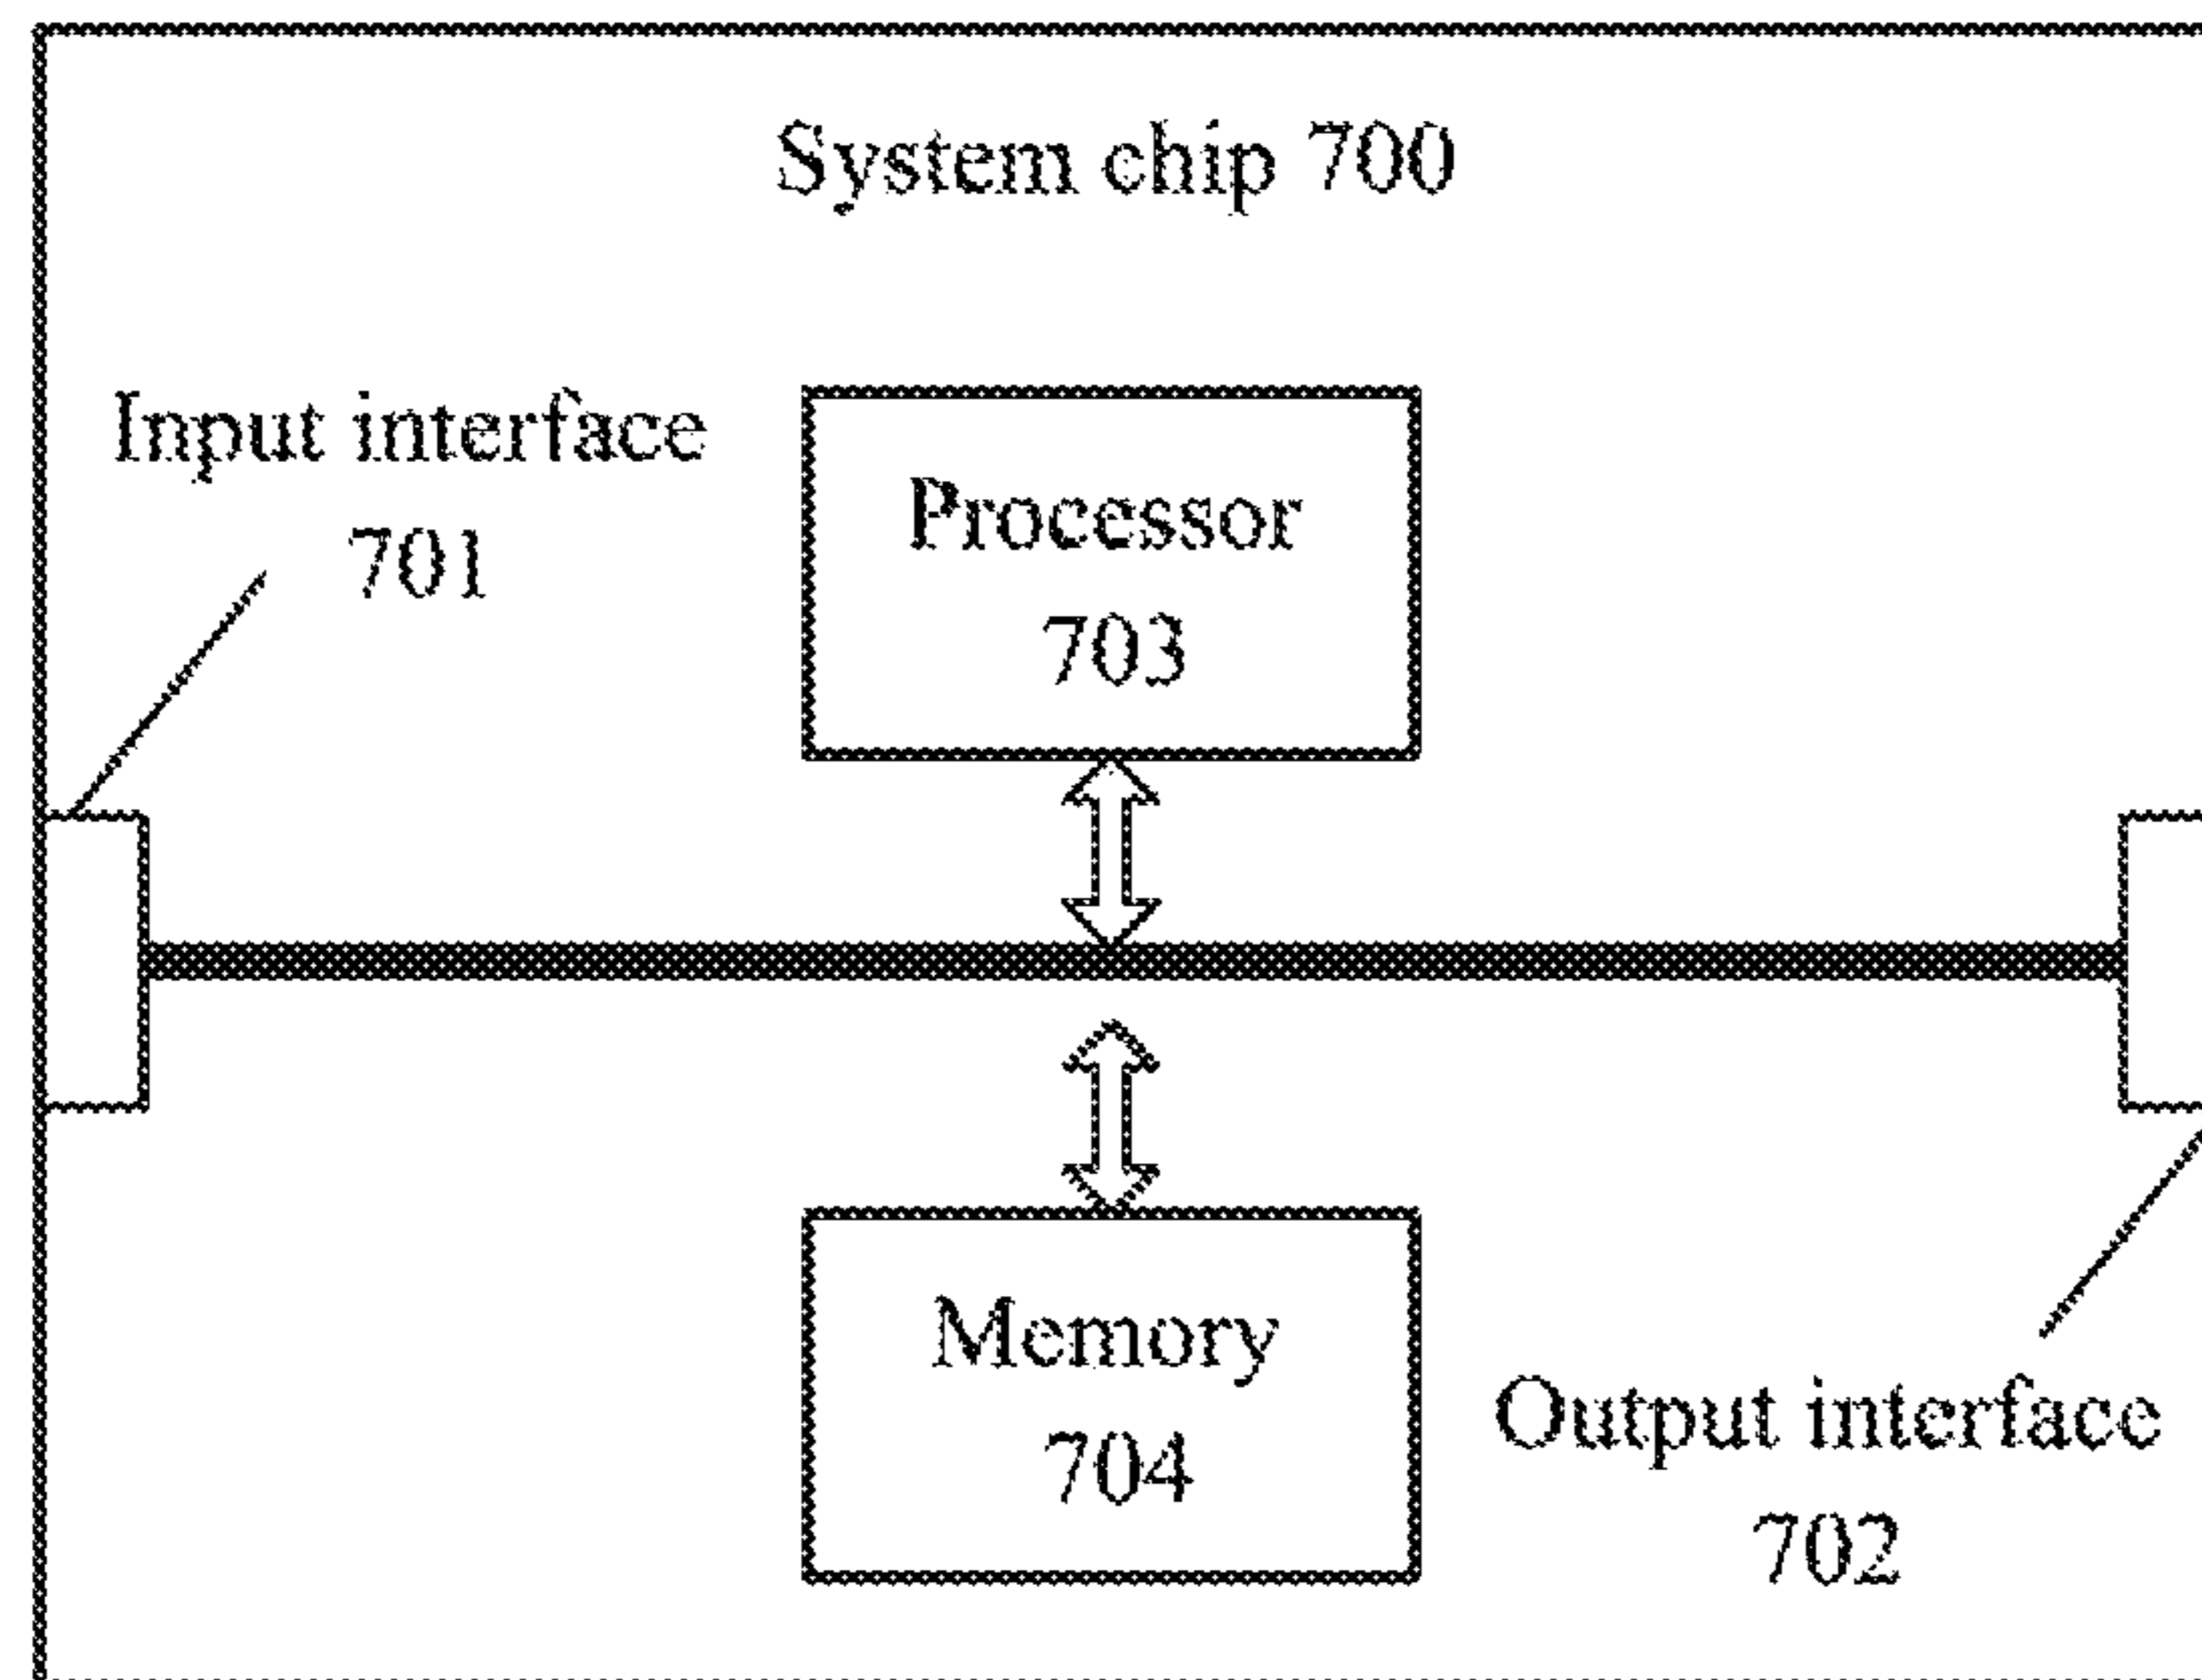 System chip 700
Input interface
701
Processor
703
Memory
704
Output interface
702